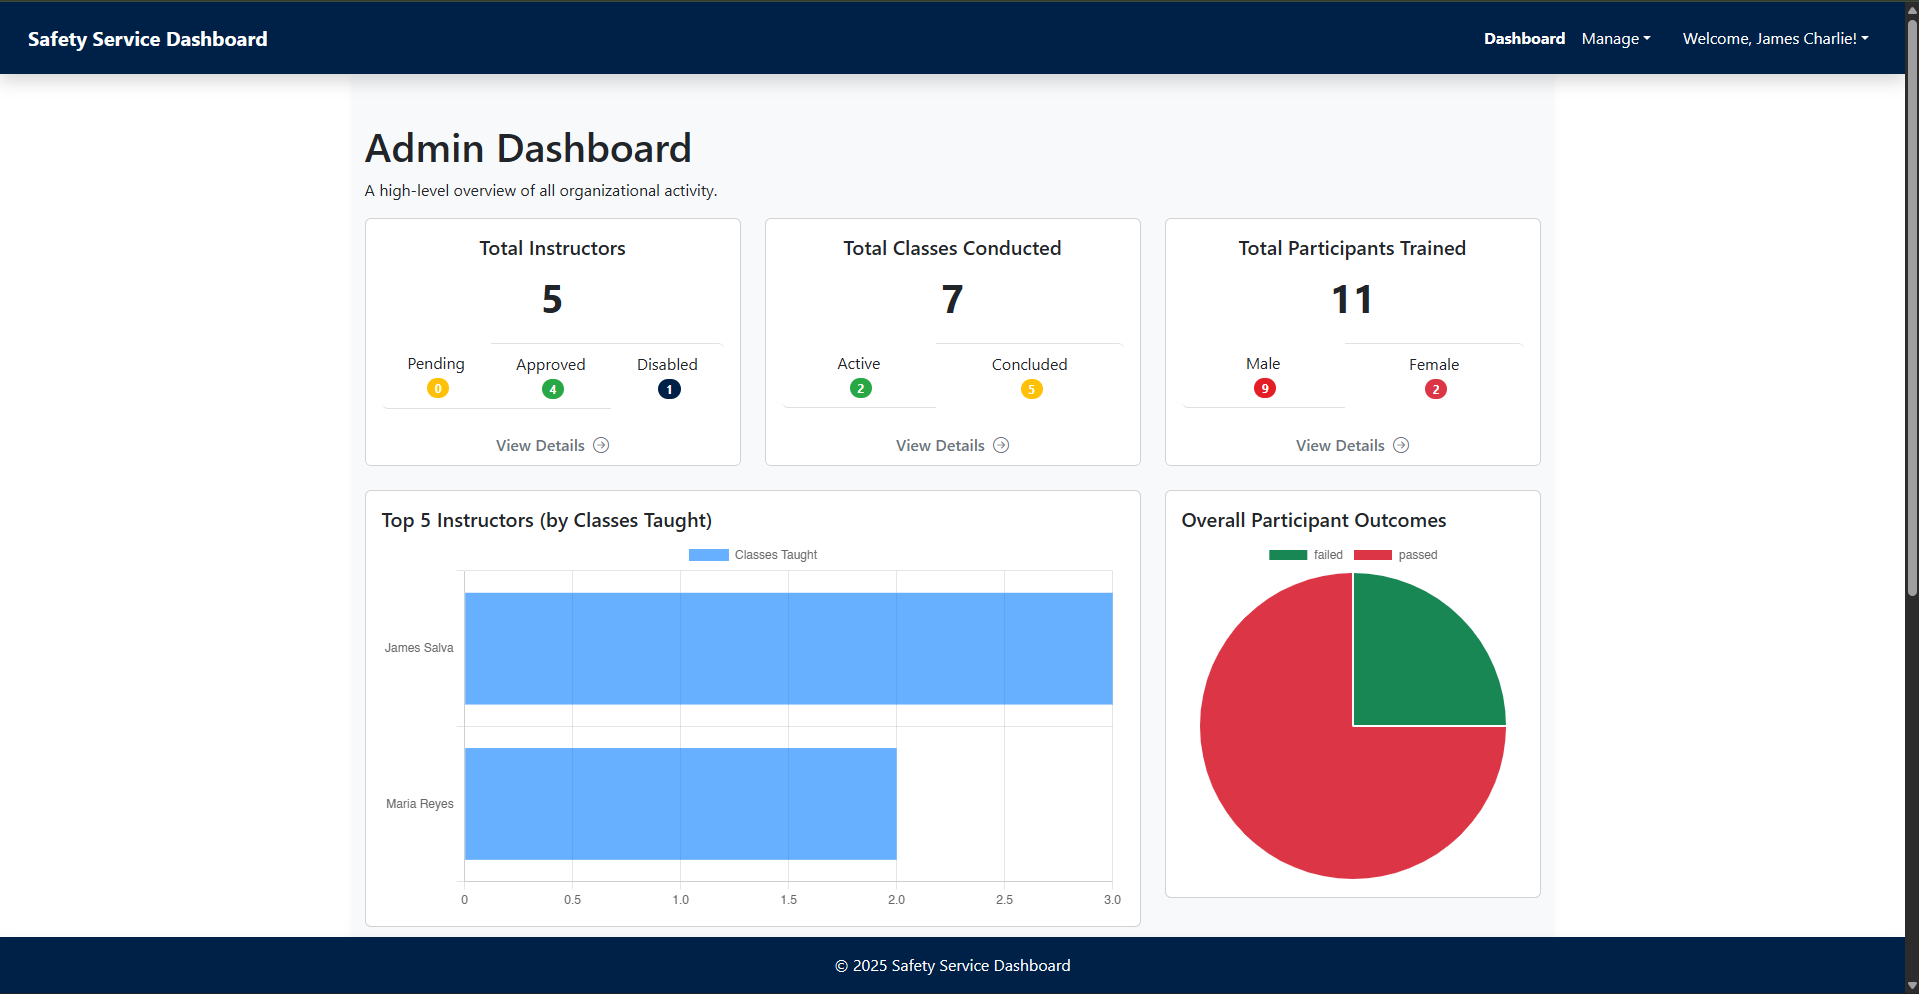 Safety Service Dashboard
Dashboard Manage Welcome, James Charlie!
Admin Dashboard
A high-level overview of all organizational activity.
Total Instructors
5
Pending Approved Disabled
0 4 1
View Details
Total Classes Conducted
7
Active Concluded
2 5
View Details
Total Participants Trained
11
Male Female
9 2
View Details
Top 5 Instructors (by Classes Taught)
Classes Taught
James Salva
Maria Reyes
0 0.5 1.0 1.5 2.0 2.5 3.0
Overall Participant Outcomes
failed passed
© 2025 Safety Service Dashboard